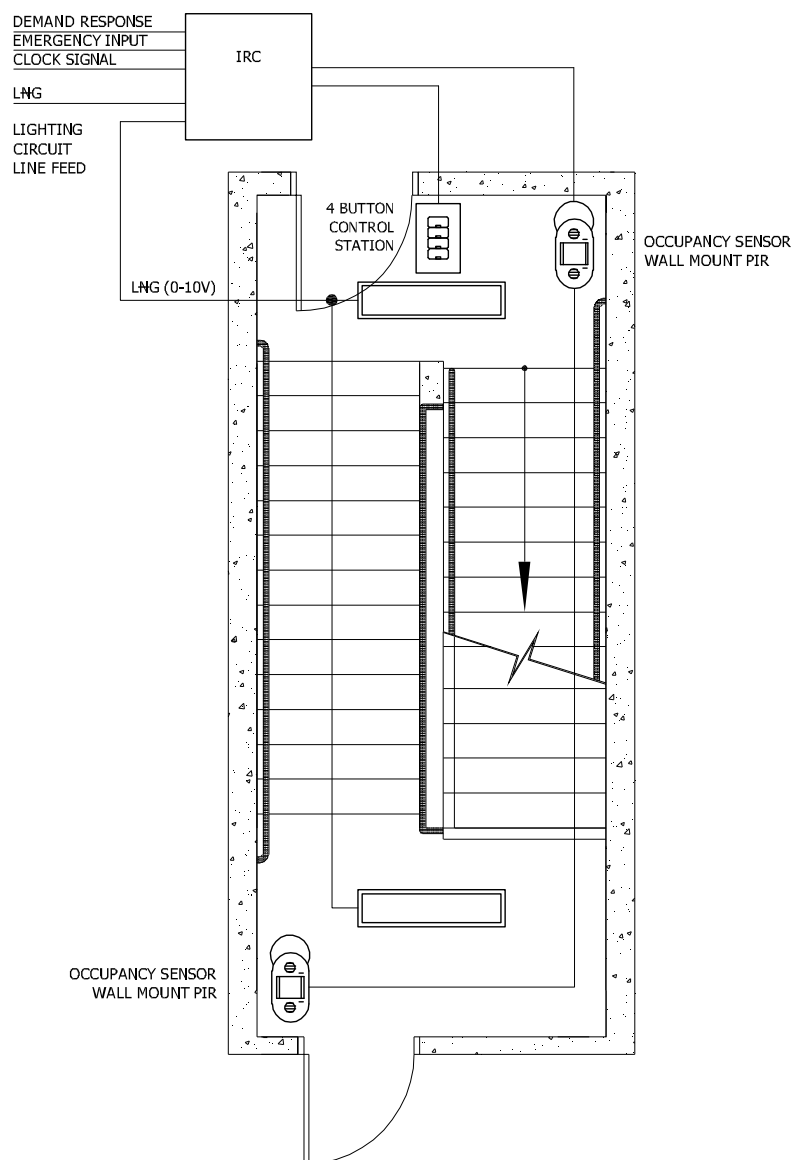 DEMAND RESPONSE
EMERGENCY INPUT
CLOCK SIGNAL
IRC
LNG
LIGHTING
CIRCUIT
LINE FEED
4 BUTTON
CONTROL
STATION
OCCUPANCY SENSOR
WALL MOUNT PIR
LNG (0-10V)
OCCUPANCY SENSOR
WALL MOUNT PIR